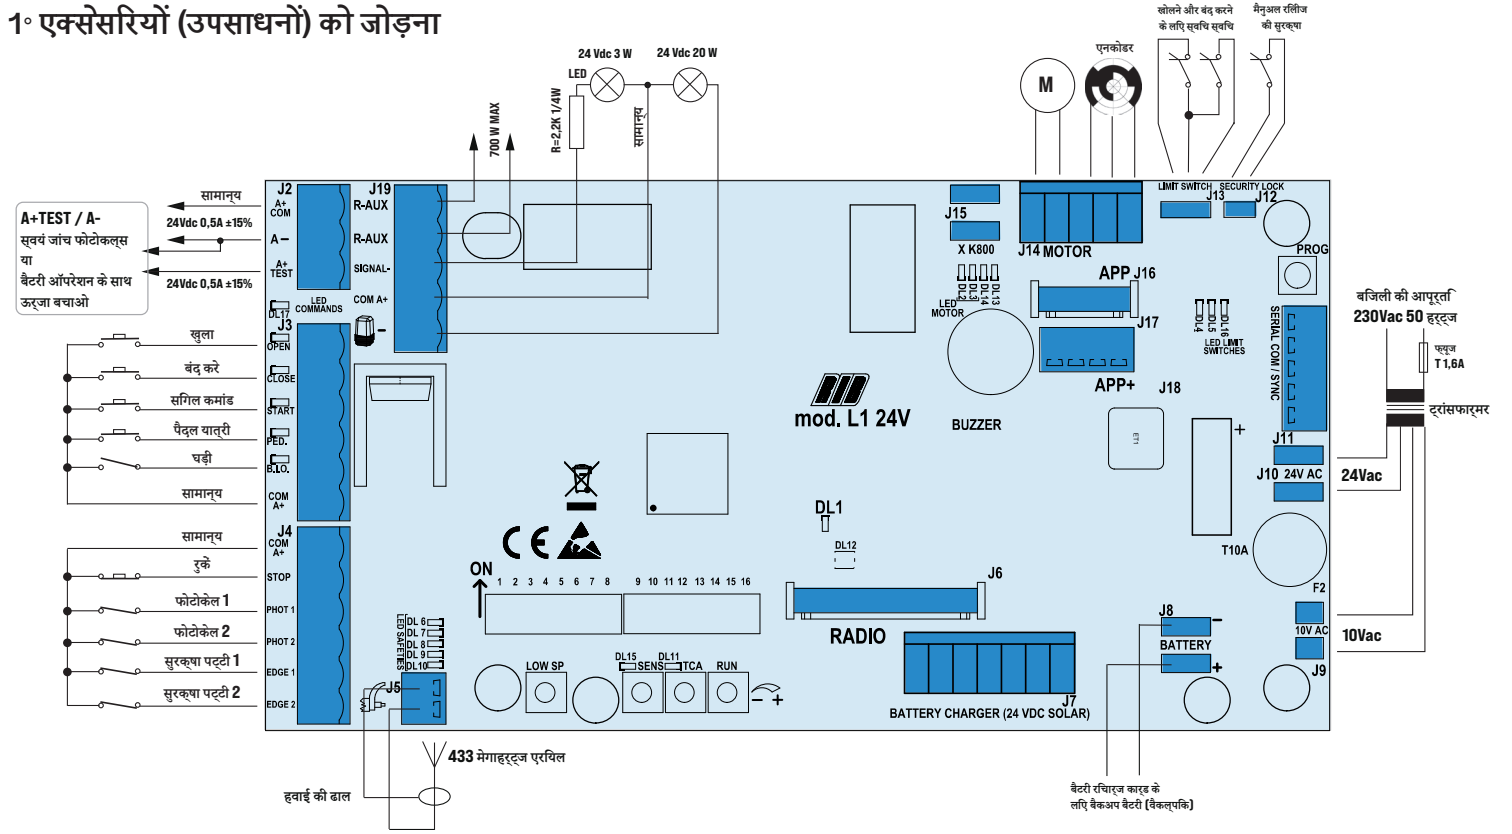 1° एक्सेसरियों (उपसाधनों) को जोड़ना
खोलने और बंद करने
के लिए स्वचि स्वचि
मैनुअल रलीिज
की सुरक्षा
24 Vdc 3 W
24 Vdc 20 W
LED
एनकोडर
M
700 W MAX
R=2,2K 1/4W
सामान्य
सामान्य
24Vdc 0,5A ±15%
24Vdc 0,5A ±15%
A+TEST / A-
स्वयं जांच फोटोकल्स
या
बैटरी ऑपरेशन के साथ
ऊर्जा बचाओ
J2
A+
COM
A-
A+
TEST
J19
R-AUX
R-AUX
SIGNAL-
COM A+
-
LED
COMMANDS
DL17
J3
OPEN
CLOSE
START
PED.
B.I.O.
COM
A+
खुला
बंद करे
सगिल कमांड
पैदल यात्री
घड़ी
सामान्य
J4
COM
A+
STOP
PHOT 1
PHOT 2
EDGE 1
EDGE 2
सामान्य
रुकें
फोटोकेल 1
फोटोकेल 2
सुरक्षा पट्टी 1
सुरक्षा पट्टी 2
LED SAFETIES
DL 6
DL 7
DL 8
DL 9
DL10
J5
433 मेगाहर्ट्ज एरयिल
हवाई की ढाल
CE
ON
1 2 3 4 5 6 7 8
9 10 11 12 13 14 15 16
LOW SP
DL15
SENS
DL11
TCA
RUN
- +
mod. L1 24V
DL1
DL12
J6
RADIO
J7
BATTERY CHARGER (24 VDC SOLAR)
J15
X K800
J14 MOTOR
LED
MOTOR
DL2
DL3
DL14
DL13
BUZZER
APP
J16
J17
APP+
J18
ET1
LIMIT SWITCH
J13
SECURITY LOCK
J12
PROG
DL4
DL5
DL16
LED LIMIT
SWITCHES
SERIAL COM / SYNC
+
J11
J10 24V AC
T10A
F2
10V AC
J9
J8
-
BATTERY
+
बजिली की आपूर्ता
230Vac 50 हर्ट्ज
फ्यूज
T 1,6A
ट्रांसफार्मर
24Vac
10Vac
बैटरी रचिार्ज कार्ड के
लएि बैकअप बैटरी (वैकल्पकि)